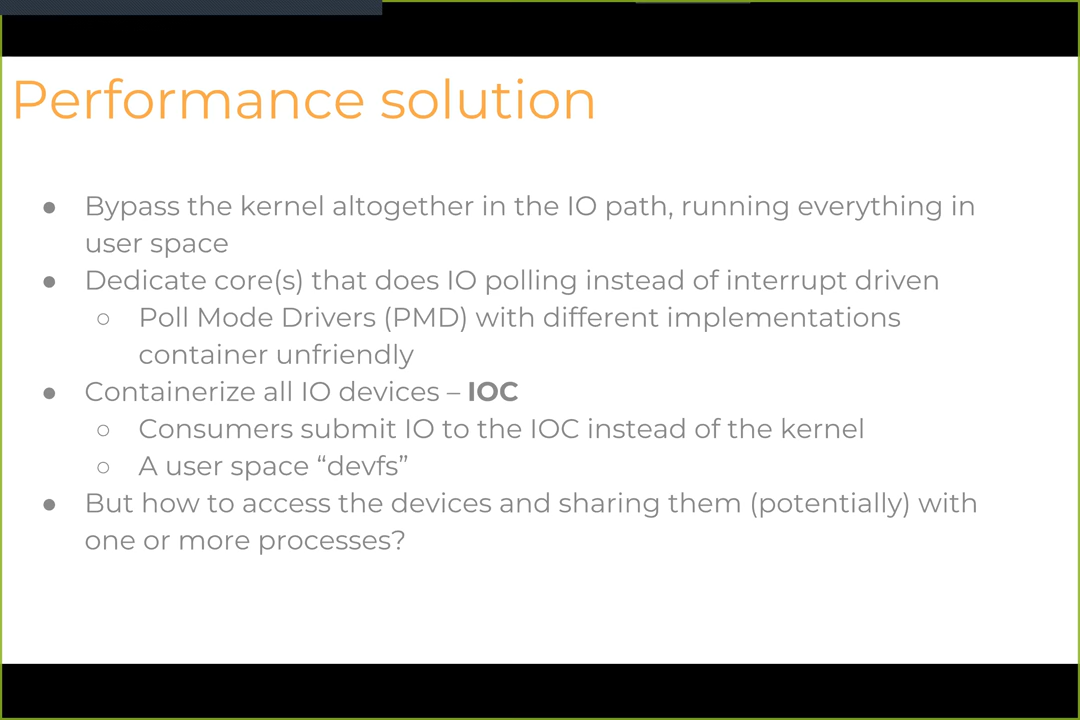 Performance solution
● Bypass the kernel altogether in the IO path, running everything in
user space
● Dedicate core(s) that does IO polling instead of interrupt driven
○ Poll Mode Drivers (PMD) with different implementations
container unfriendly
● Containerize all IO devices – IOC
○ Consumers submit IO to the IOC instead of the kernel
○ A user space “devfs”
● But how to access the devices and sharing them (potentially) with
one or more processes?